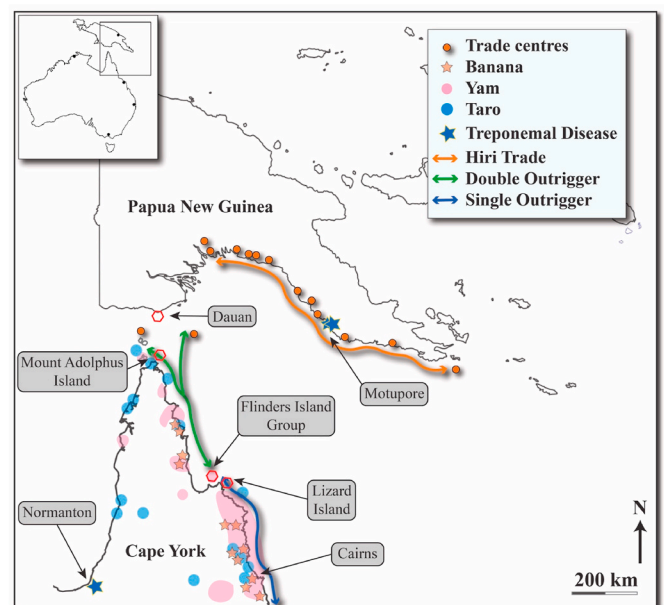 Trade centres
Banana
Yam
Taro
Treponemal Disease
Hiri Trade
Double Outrigger
Single Outrigger
Papua New Guinea
Dauan
Mount Adolphus
Island
Motupore
Flinders Island
Group
Lizard
Island
Normanton
Cape York
Cairns
N
200 km